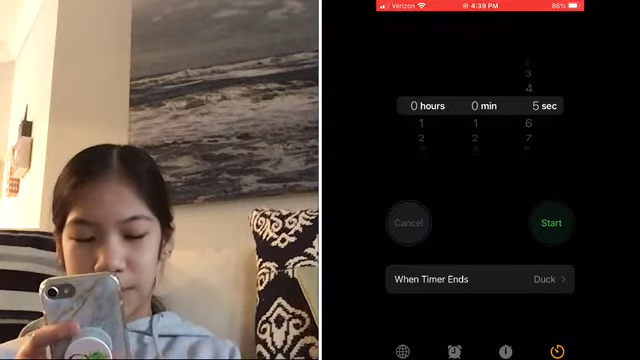 Verizon 4:39 PM 86%
2
3
4
0 hours 0 min 5 sec
1 1 6
2 2 7
Cancel Start
When Timer Ends Duck